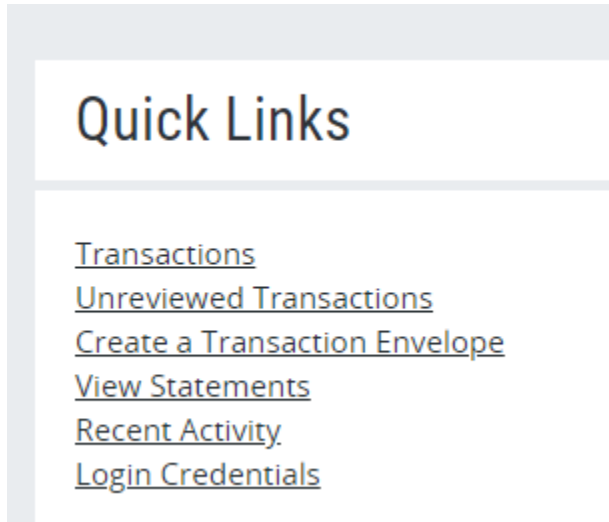 Quick Links
Transactions
Unreviewed Transactions
Create a Transaction Envelope
View Statements
Recent Activity
Login Credentials